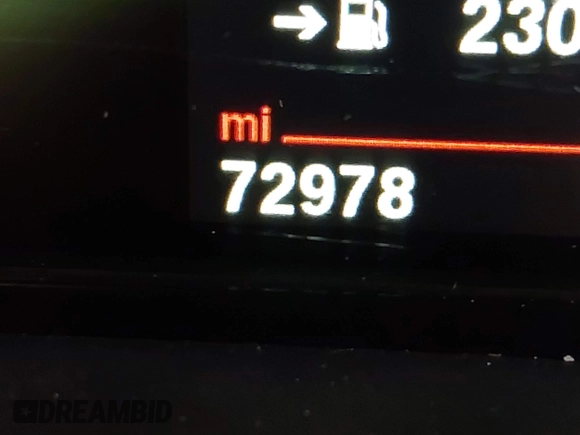 → 230
mi
72978
DREAMBID